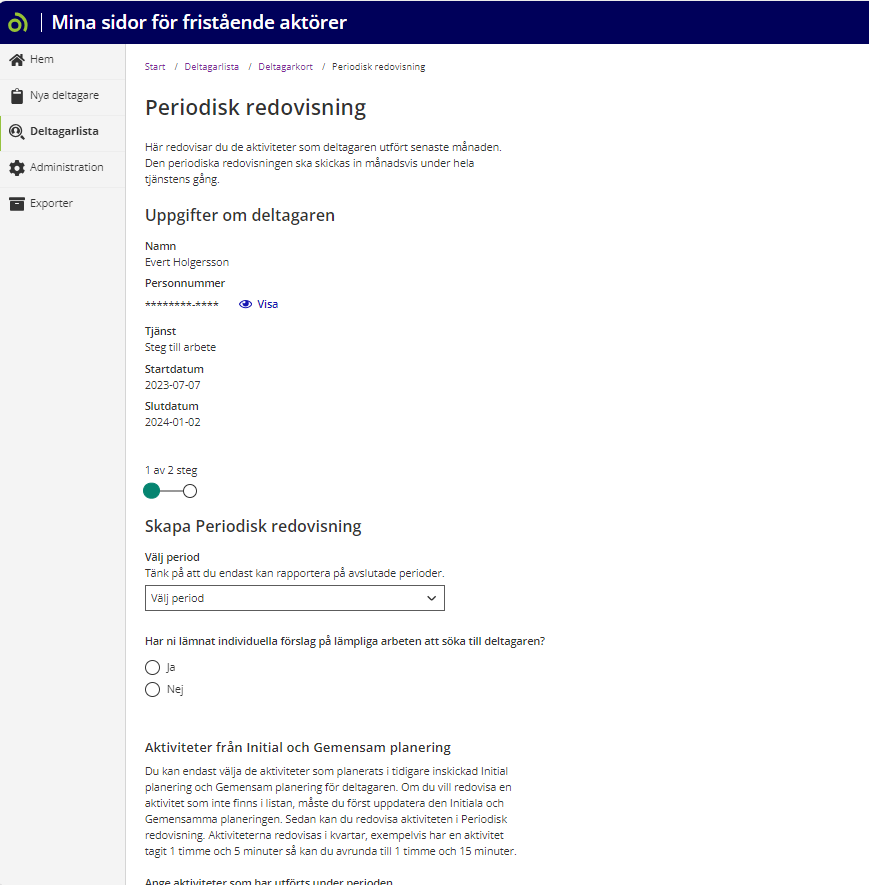 Mina sidor för fristående aktörer
Hem
Nya deltagare
Deltagarlista
Administration
Exporter
Start / Deltagarlista / Deltagarkort / Periodisk redovisning
Periodisk redovisning
Här redovisar du de aktiviteter som deltagaren utfört senaste månaden.
Den periodiska redovisningen ska skickas in månadsvis under hela
tjänstens gång.
Uppgifter om deltagaren
Namn
Evert Holgersson
Personnummer
********-**** Visa
Tjänst
Steg till arbete
Startdatum
2023-07-07
Slutdatum
2024-01-02
1 av 2 steg
Skapa Periodisk redovisning
Välj period
Tänk på att du endast kan rapportera på avslutade perioder.
Välj period
Har ni lämnat individuella förslag på lämpliga arbeten att söka till deltagaren?
Ja
Nej
Aktiviteter från Initial och Gemensam planering
Du kan endast välja de aktiviteter som planerats i tidigare inskickad Initial
planering och Gemensam planering för deltagaren. Om du vill redovisa en
aktivitet som inte finns i listan, måste du först uppdatera den Initiala och
Gemensamma planeringen. Sedan kan du redovisa aktiviteten i Periodisk
redovisning. Aktiviteterna redovisas i kvartar, exempelvis har en aktivitet
tagit 1 timme och 5 minuter så kan du avrunda till 1 timme och 15 minuter.
Ange aktiviteter som har utförts under perioden